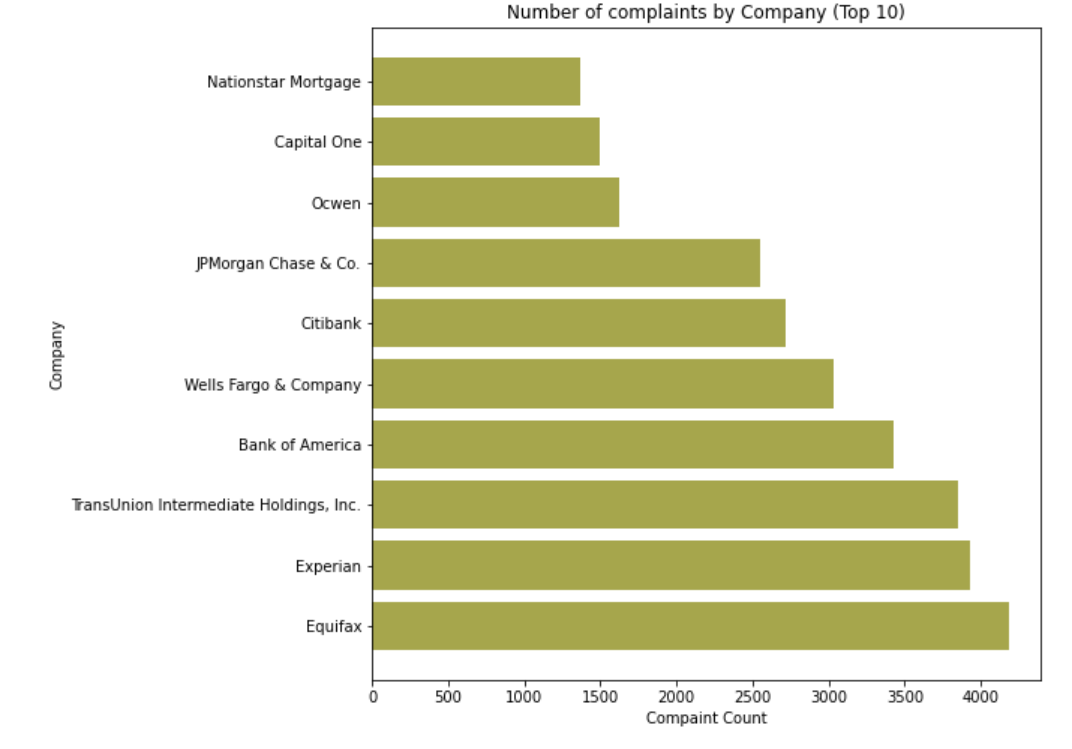 Number of complaints by Company (Top 10)
Nationstar Mortgage
Capital One
Ocwen
JPMorgan Chase & Co.
Citibank
Wells Fargo & Company
Bank of America
TransUnion Intermediate Holdings, Inc.
Experian
Equifax
Company
0 500 1000 1500 2000 2500 3000 3500 4000
Compaint Count